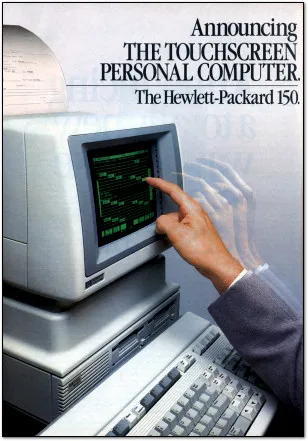 Announcing
THE TOUCHSCREEN
PERSONAL COMPUTER.
The Hewlett-Packard 150.